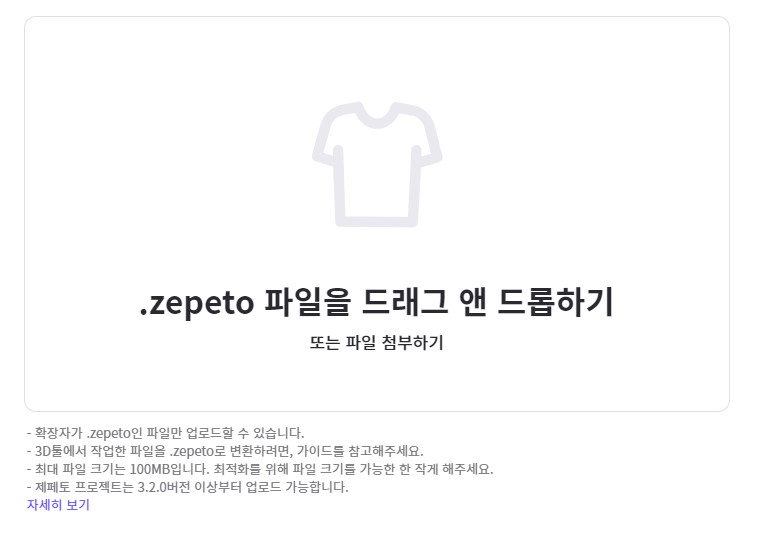 .zepeto 파일을 드래그 앤 드롭하기
또는 파일 첨부하기
- 확장자가 .zepeto인 파일만 업로드할 수 있습니다.
- 3D툴에서 작업한 파일을 .zepeto로 변환하려면, 가이드를 참고해주세요.
- 최대 파일 크기는 100MB입니다. 최적화를 위해 파일 크기를 가능한 한 작게 해주세요.
- 제페토 프로젝트는 3.2.0버전 이상부터 업로드 가능합니다.
자세히 보기